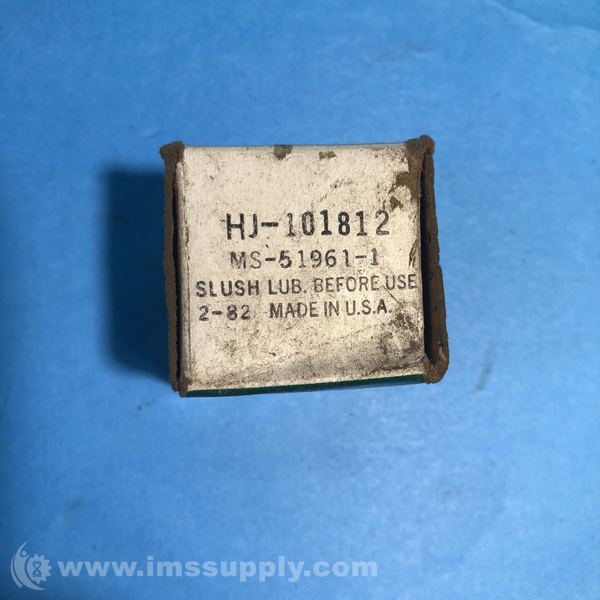 HJ-101812
MS-51961-1
SLUSH LUB. BEFORE USE
2-82 MADE IN U.S.A.
www.imssupply.com